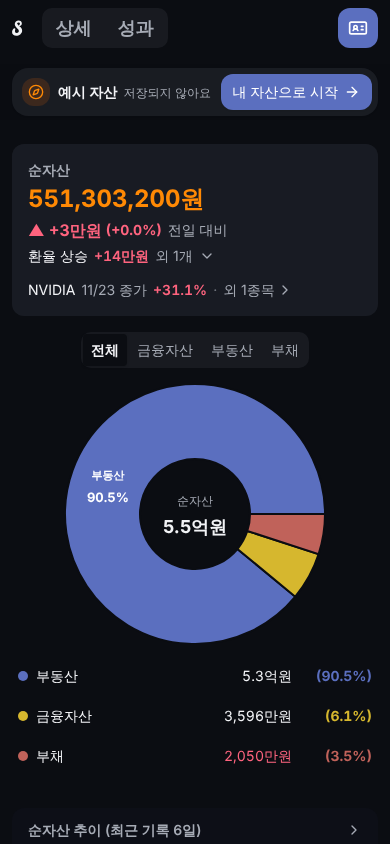 S 상세 성과
예시 자산 저장되지 않아요 내 자산으로 시작 →
순자산
551,303,200원
▲ +3만원 (+0.0%) 전일 대비
환율 상승 +14만원 외 1개
NVIDIA 11/23 종가 +31.1% · 외 1종목
전체 금융자산 부동산 부채
부동산
90.5%
순자산
5.5억원
부동산 5.3억원 (90.5%)
금융자산 3,596만원 (6.1%)
부채 2,050만원 (3.5%)
순자산 추이 (최근 기록 6일)